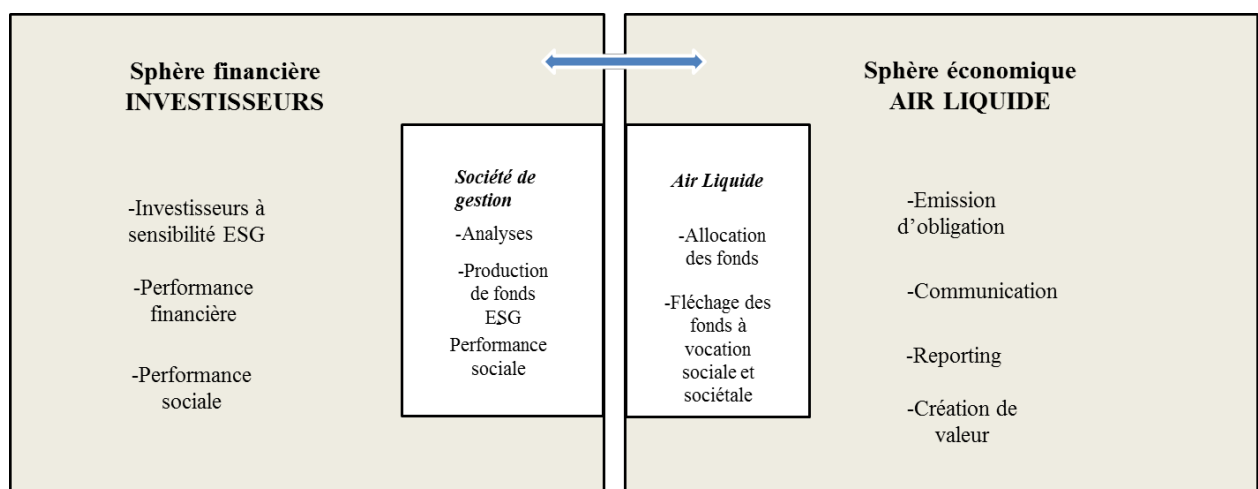 Sphère financière
INVESTISSEURS
-Investisseurs à
sensibilité ESG
-Performance
financière
-Performance
sociale
Société de
gestion
-Analyses
-Production
de fonds
ESG
-
Performance
sociale
Sphère économique
AIR LIQUIDE
Air Liquide
-Allocation
des fonds
-Fléchage des
fonds à
vocation
sociale et
sociétale
-Emission
d’obligation
-Communication
-Reporting
-Création de
valeur